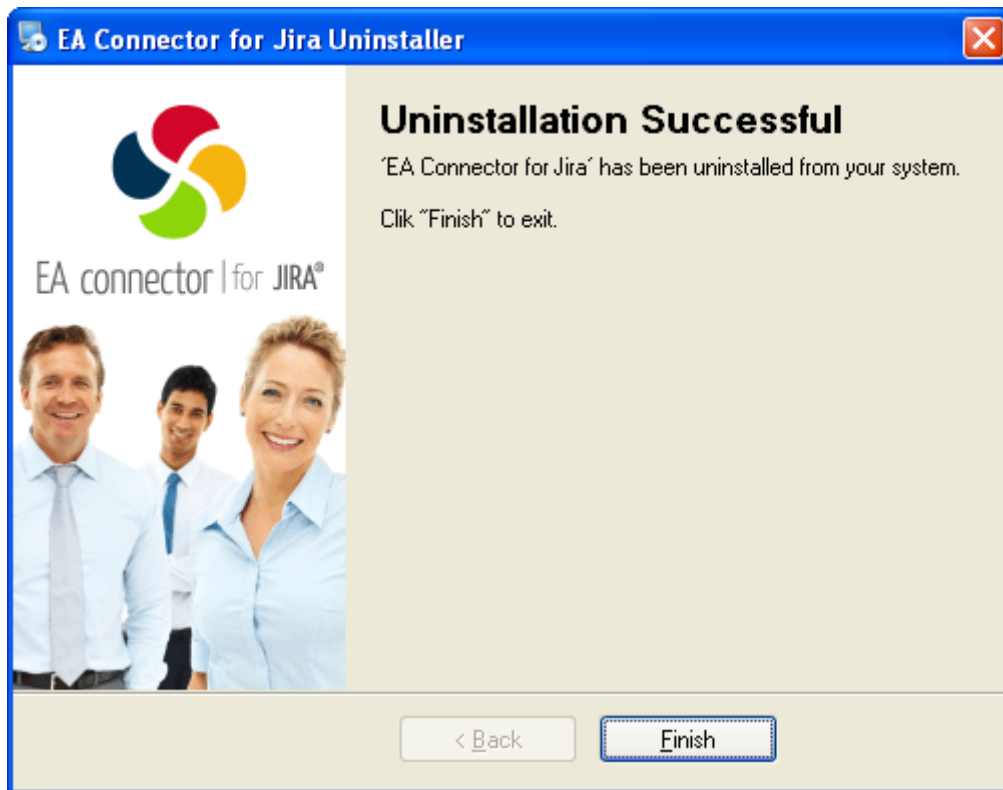 EA Connector for Jira Uninstaller
EA connector | for JIRA®
Uninstallation Successful
´EA Connector for Jira´ has been uninstalled from your system.
Clik ˝Finish˝ to exit.
< Back
Finish